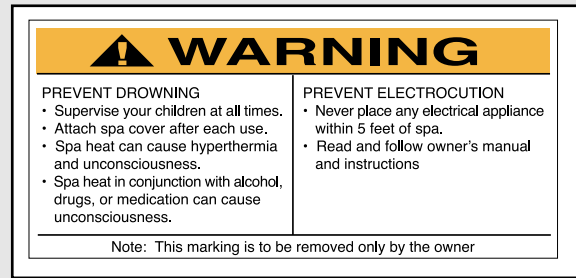 WARNING
PREVENT DROWNING
• Supervise your children at all times.
• Attach spa cover after each use.
• Spa heat can cause hyperthermia
and unconsciousness.
• Spa heat in conjunction with alcohol,
drugs, or medication can cause
unconsciousness.
PREVENT ELECTROCUTION
• Never place any electrical appliance
within 5 feet of spa.
• Read and follow owner's manual
and instructions
Note: This marking is to be removed only by the owner